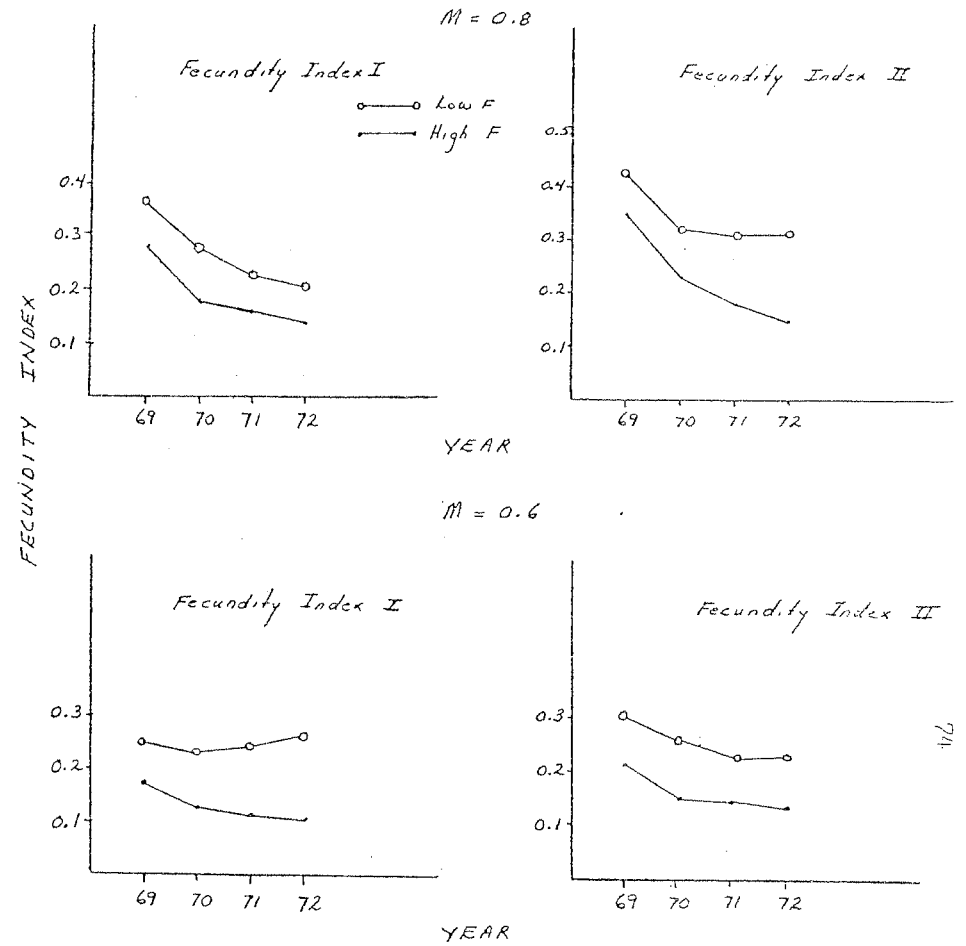 M = 0.8
Fecundity Index I
Low F
High F
0.4
0.3
0.2
0.1
69 70 71 72
Fecundity Index II
0.5
0.4
0.3
0.2
0.1
69 70 71 72
YEAR
FECUNDITY INDEX
M = 0.6
Fecundity Index I
0.3
0.2
0.1
69 70 71 72
Fecundity Index II
0.3
0.2
0.1
69 70 71 72
YEAR
74